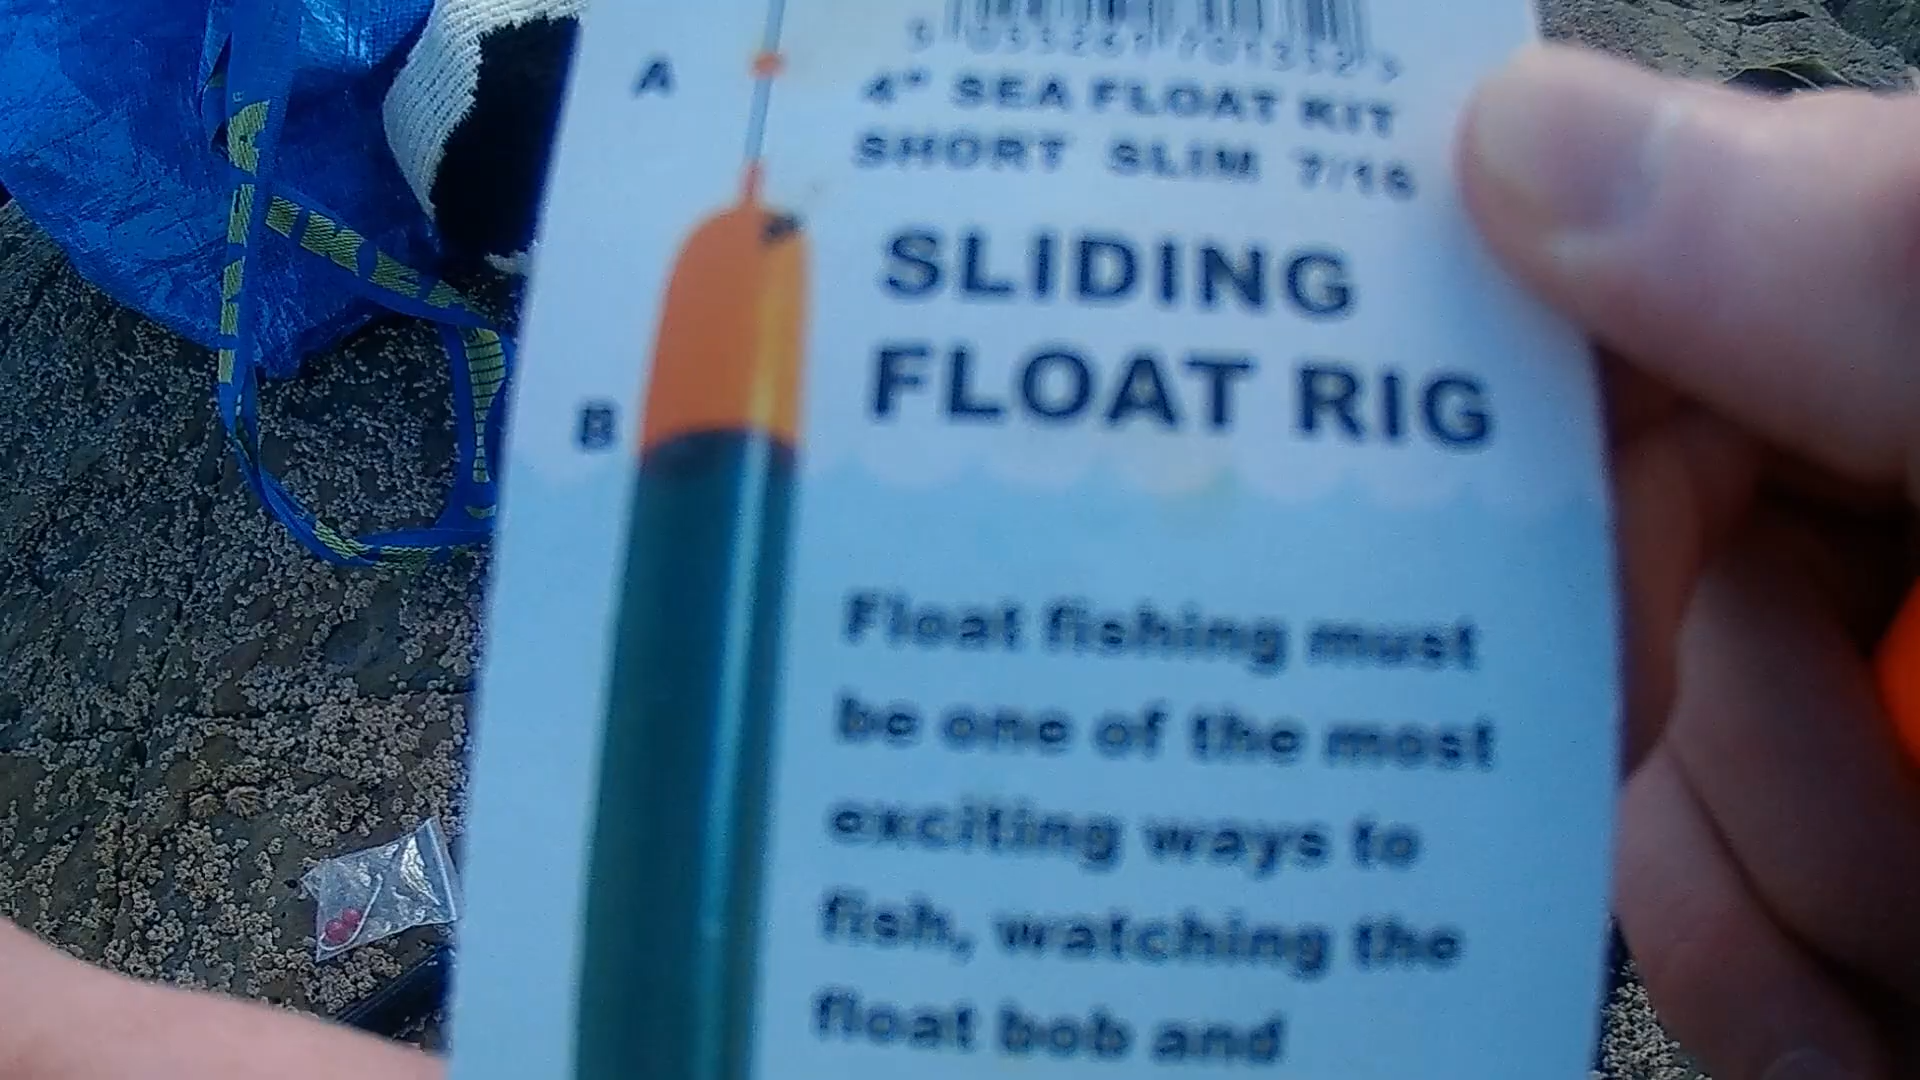 A
4" SEA FLOAT KIT
SHORT SLIM 7/16
SLIDING
FLOAT RIG
B
Float fishing must
be one of the most
exciting ways to
fish, watching the
float bob and
IKEA